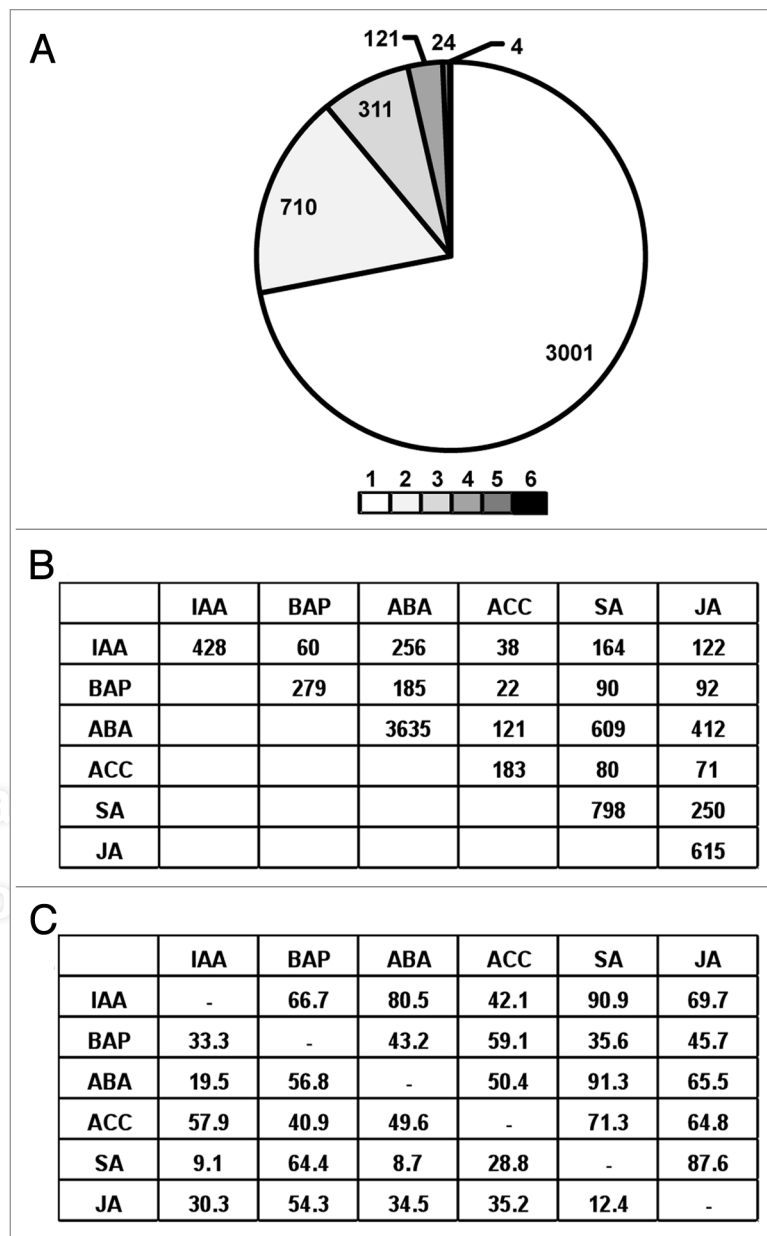 A
121 24 4
311
710
3001
1 2 3 4 5 6
B
IAA BAP ABA ACC SA JA
IAA 428 60 256 38 164 122
BAP 279 185 22 90 92
ABA 3635 121 609 412
ACC 183 80 71
SA 798 250
JA 615
C
IAA BAP ABA ACC SA JA
IAA - 66.7 80.5 42.1 90.9 69.7
BAP 33.3 - 43.2 59.1 35.6 45.7
ABA 19.5 56.8 - 50.4 91.3 65.5
ACC 57.9 40.9 49.6 - 71.3 64.8
SA 9.1 64.4 8.7 28.8 - 87.6
JA 30.3 54.3 34.5 35.2 12.4 -